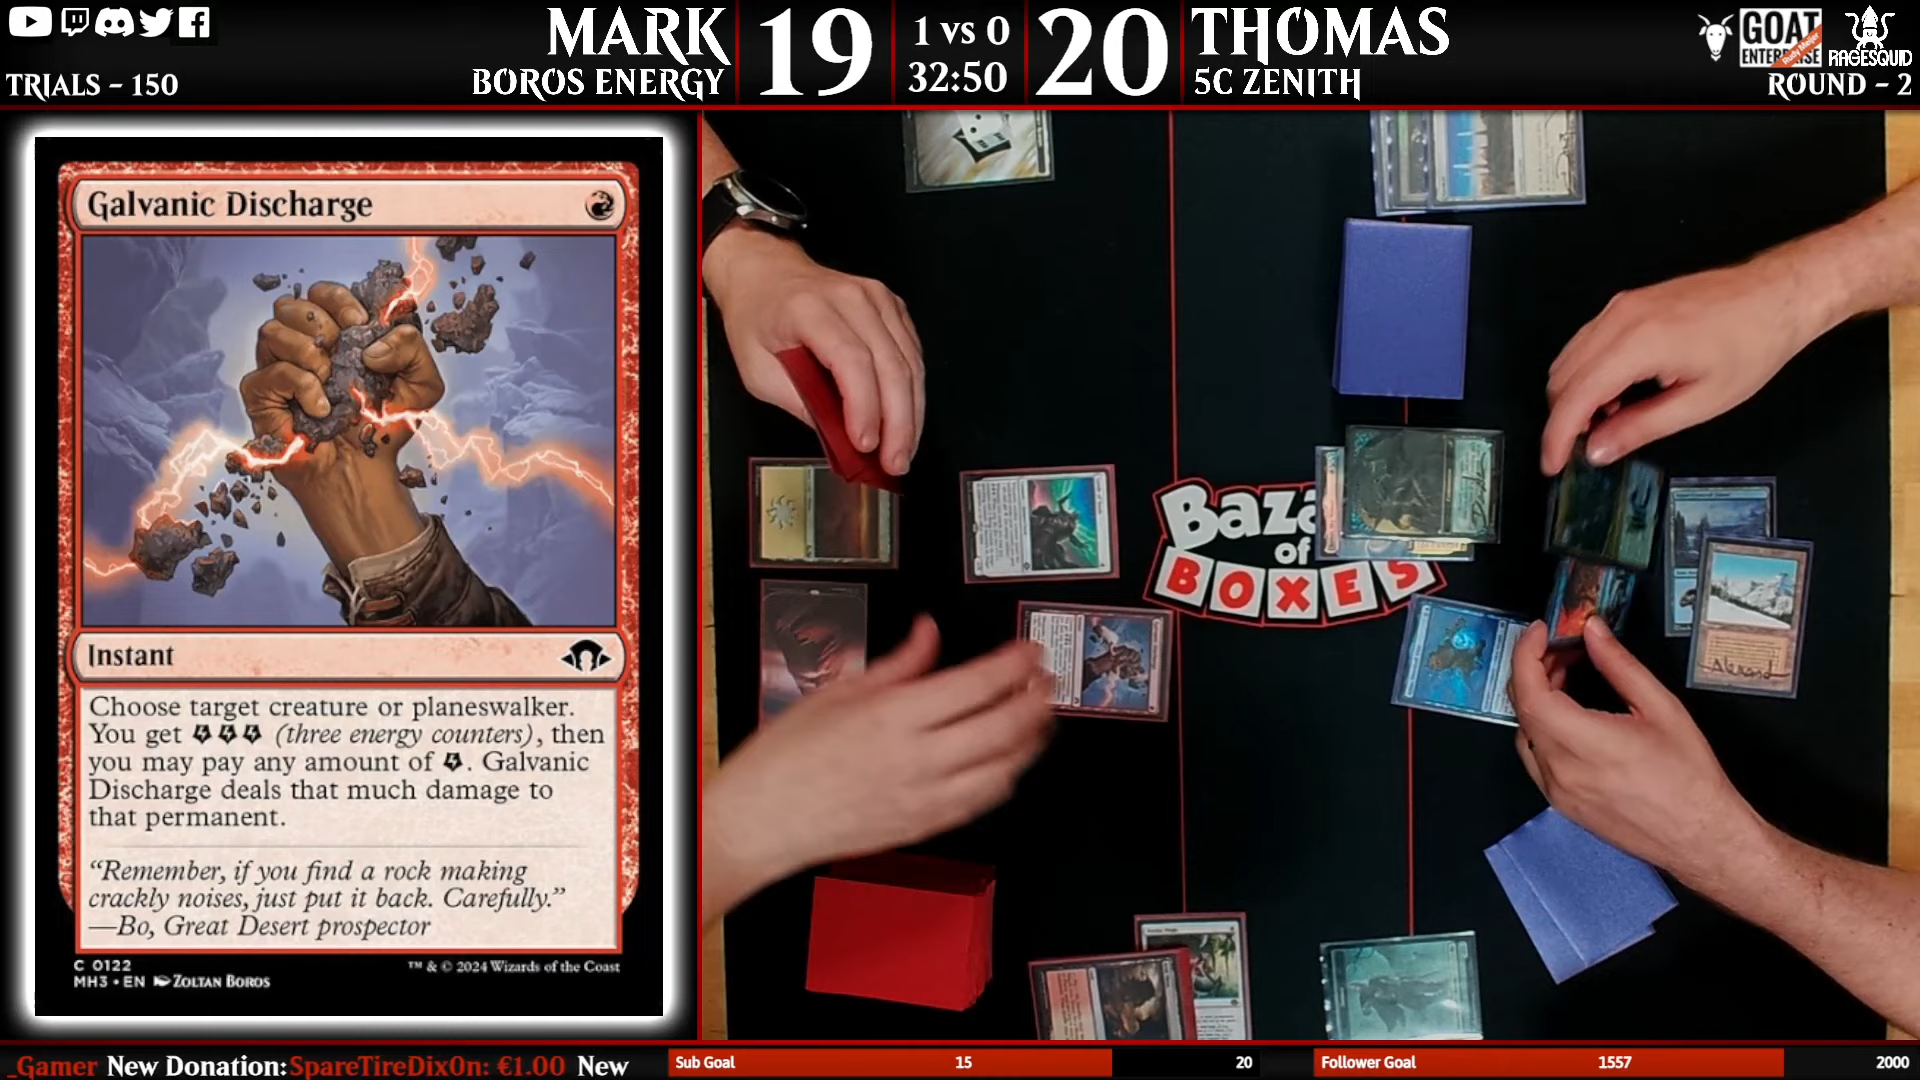 MARK
BOROS ENERGY
TRIALS - 150
19
1 vs 0
32:50
20
THOMAS
5C ZENITH
GOAT
ENTERPRISE
RAGESQUID
ROUND - 2
Galvanic Discharge
Instant
Choose target creature or planeswalker.
You get (three energy counters), then
you may pay any amount of . Galvanic
Discharge deals that much damage to
that permanent.
“Remember, if you find a rock making
crackly noises, just put it back. Carefully.”
—Bo, Great Desert prospector
C 0122
MH3 • EN ZOLTAN BOROS
™ & © 2024 Wizards of the Coast
of
BOXES
_Gamer New Donation: SpareTireDix0n: €1.00 New
Sub Goal 15 20
Follower Goal 1557 2000